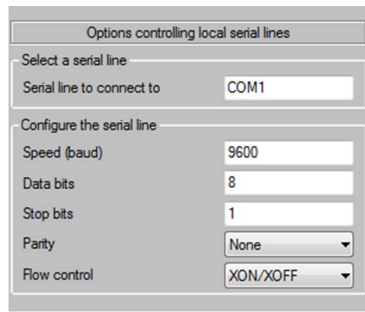 Options controlling local serial lines
Select a serial line
Serial line to connect to COM1
Configure the serial line
Speed (baud) 9600
Data bits 8
Stop bits 1
Parity None
Flow control XON/XOFF